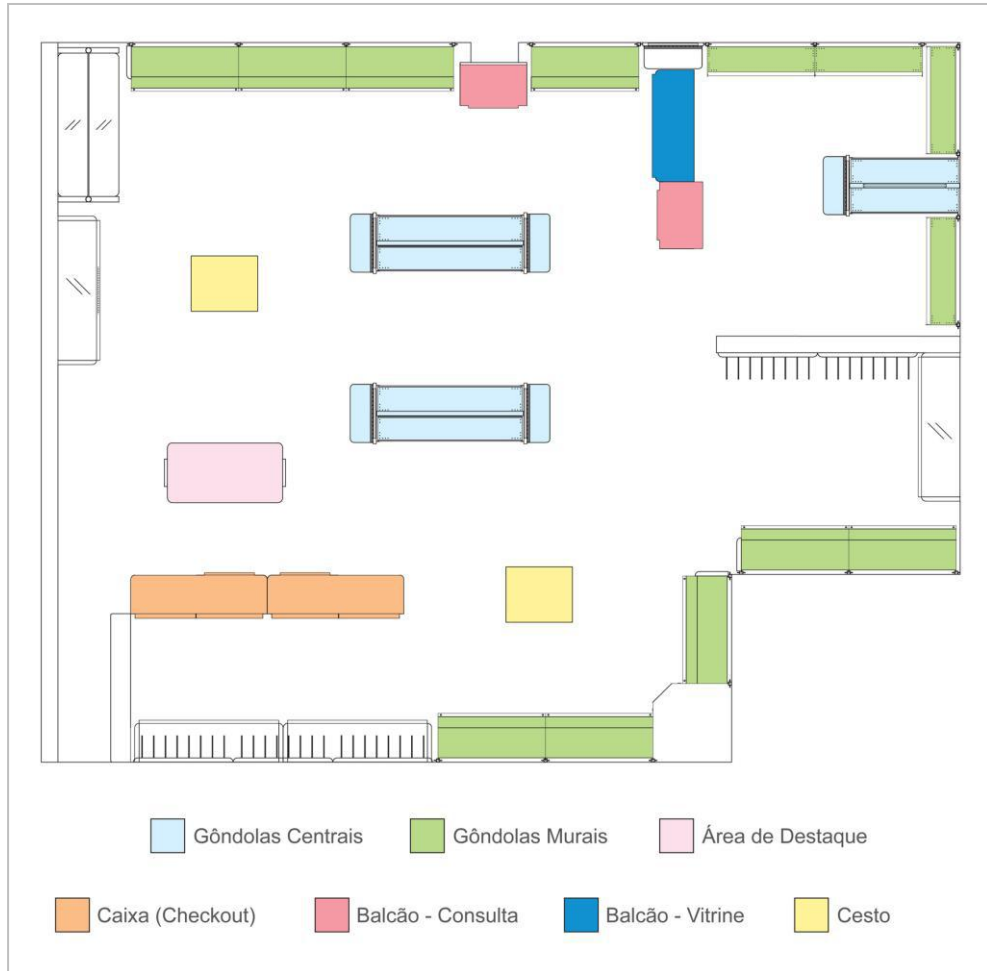 Gôndolas Centrais Gôndolas Murais Área de Destaque
Caixa (Checkout) Balcão - Consulta Balcão - Vitrine Cesto